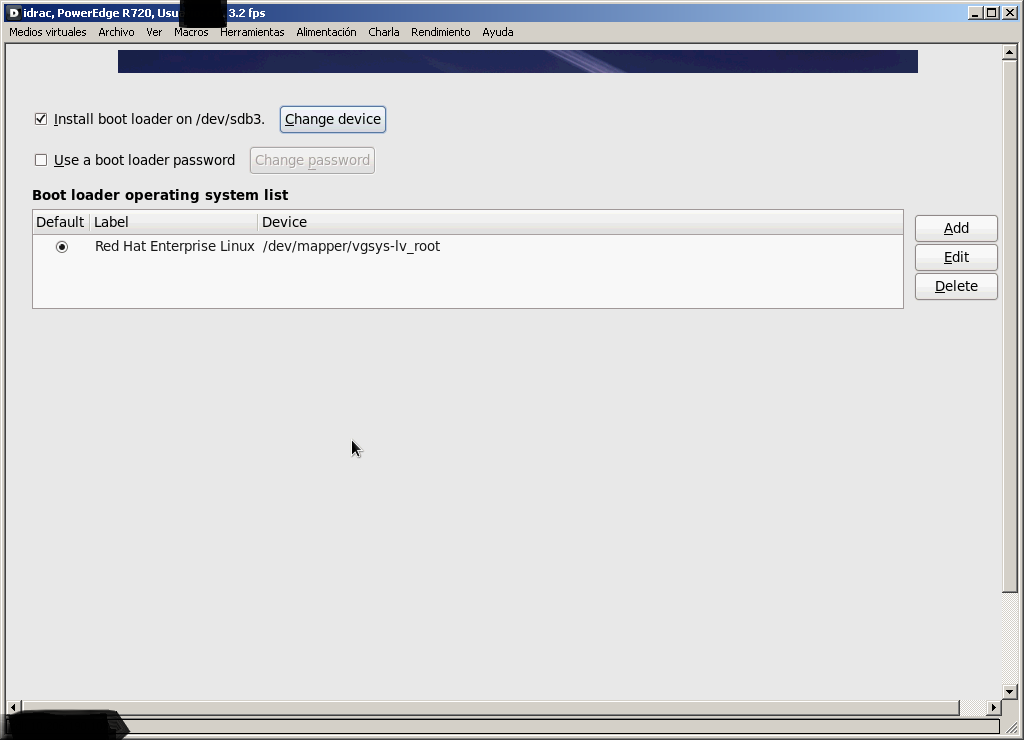 idrac, PowerEdge R720, Usu 3.2 fps
Medios virtuales Archivo Ver Macros Herramientas Alimentación Charla Rendimiento Ayuda
Install boot loader on /dev/sdb3. Change device
Use a boot loader password Change password
Boot loader operating system list
Default Label Device
Red Hat Enterprise Linux /dev/mapper/vgsys-lv_root
Add
Edit
Delete